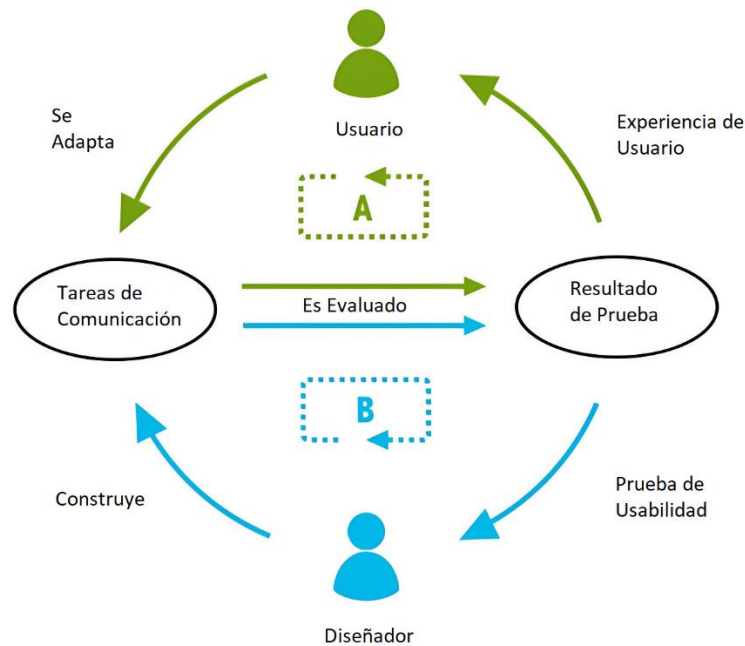 Usuario
Se
Adapta
Experiencia de
Usuario
A
Tareas de
Comunicación
Es Evaluado
Resultado
de Prueba
B
Construye
Prueba de
Usabilidad
Diseñador